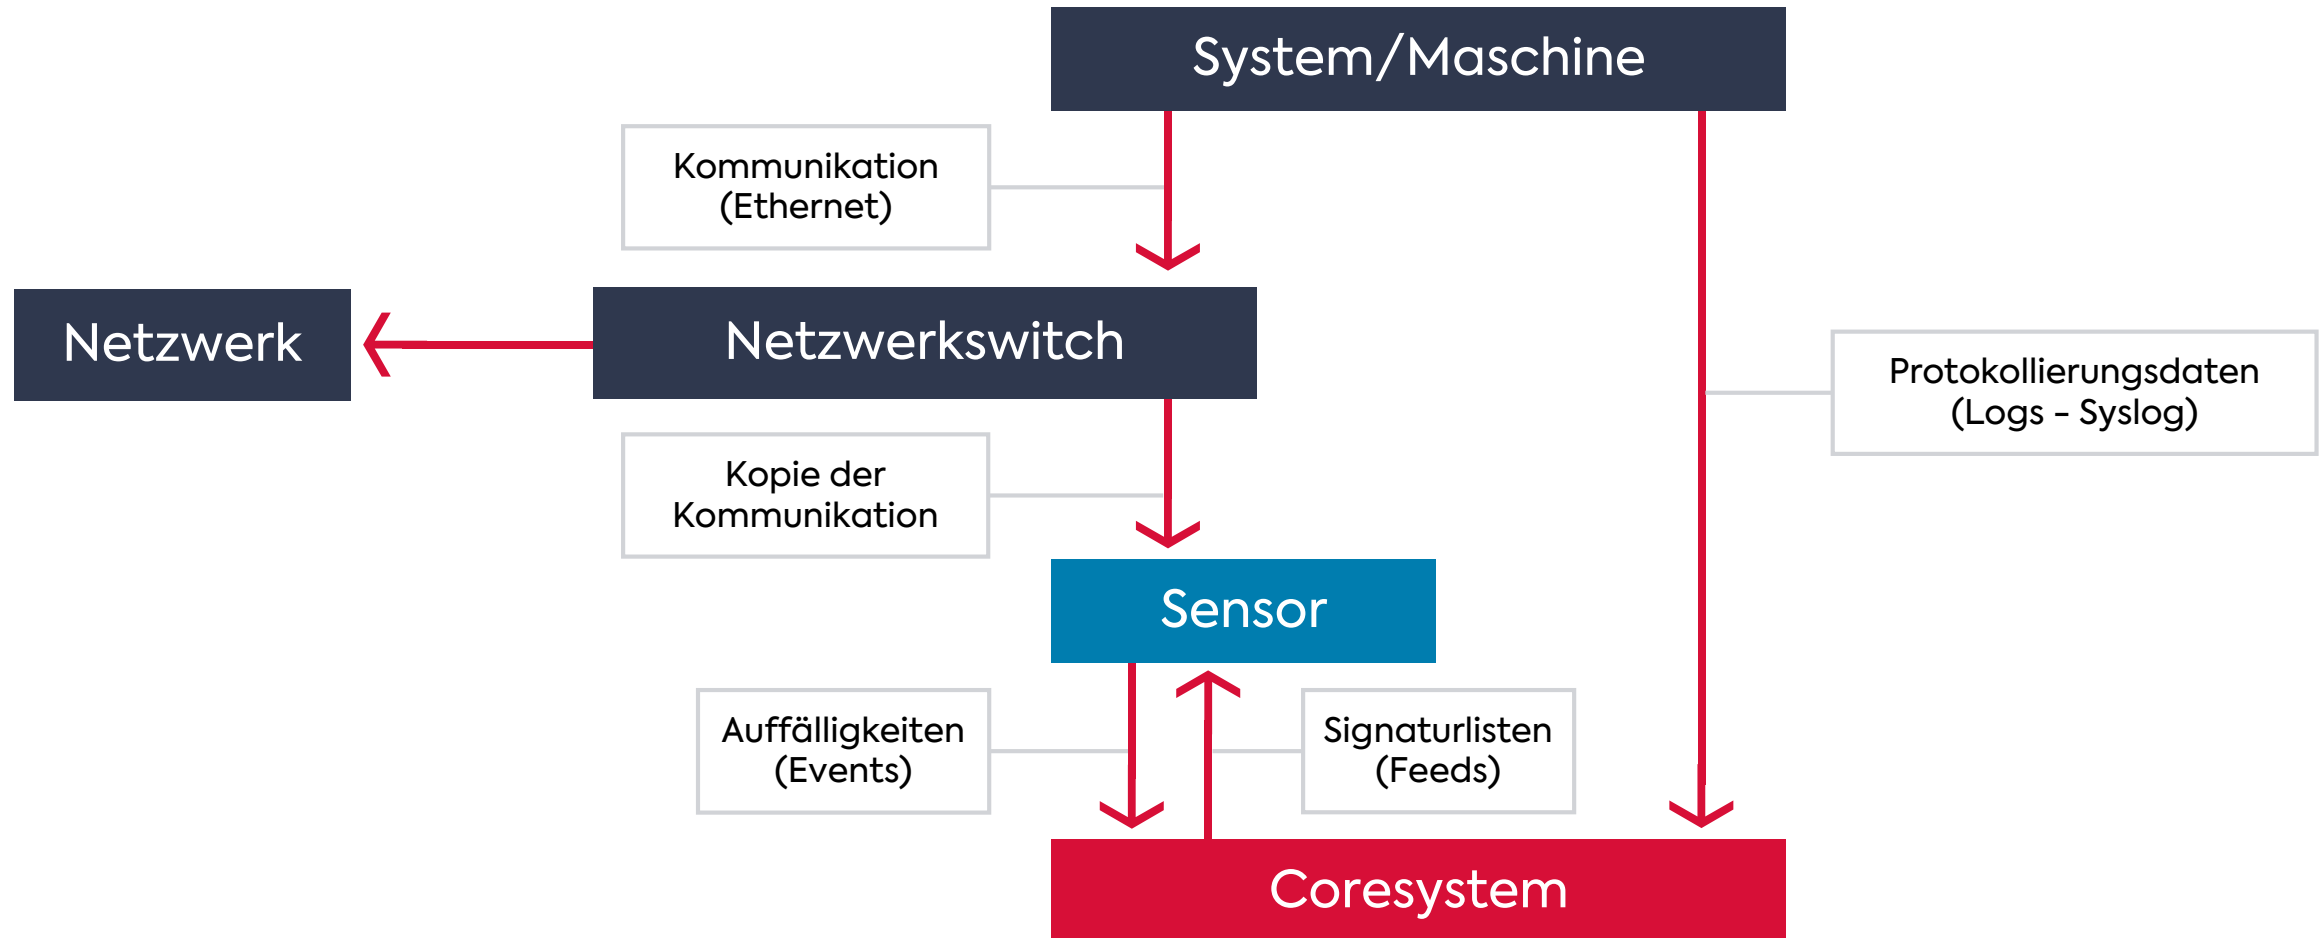 System/Maschine
Kommunikation
(Ethernet)
Netzwerk
Netzwerkswitch
Protokollierungsdaten
(Logs - Syslog)
Kopie der
Kommunikation
Sensor
Auffälligkeiten
(Events)
Signaturlisten
(Feeds)
Coresystem